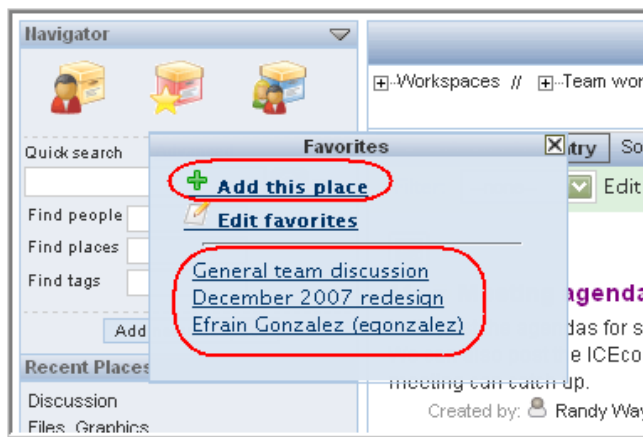 Navigator
Workspaces // Team wor
Quick search
Favorites
try So
Add this place
Edit
Edit favorites
Find people
Find places
General team discussion
Find tags
December 2007 redesign
agenda
Efrain Gonzalez (egonzalez)
Add
das for s
Recent Places
e ICEco
meeting can catch up.
Discussion
Created by: Randy Way
Files Graphics